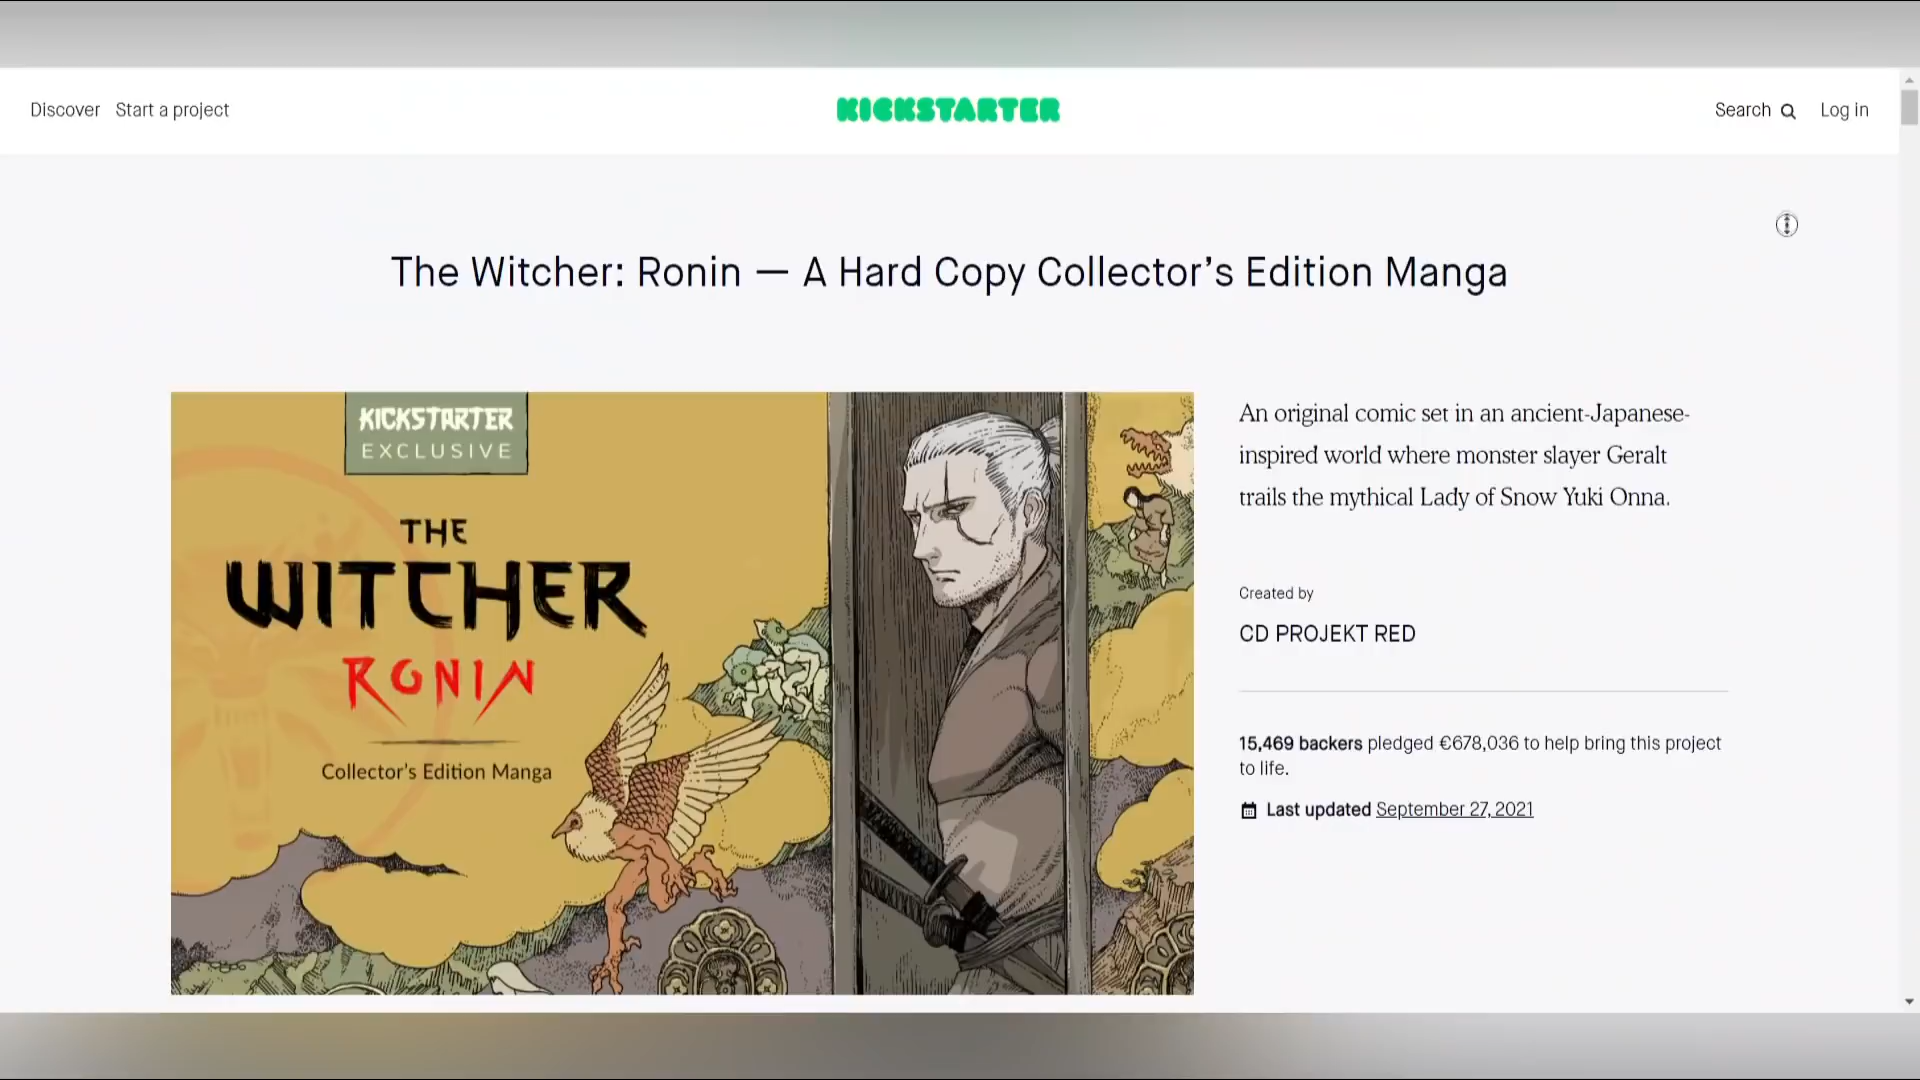 Discover Start a project KICKSTARTER Search Log in
The Witcher: Ronin — A Hard Copy Collector’s Edition Manga
KICKSTARTER
EXCLUSIVE
THE
WITCHER
RONIN
Collector's Edition Manga
An original comic set in an ancient-Japanese-
inspired world where monster slayer Geralt
trails the mythical Lady of Snow Yuki Onna.
Created by
CD PROJEKT RED
15,469 backers pledged €678,036 to help bring this project
to life.
Last updated September 27, 2021